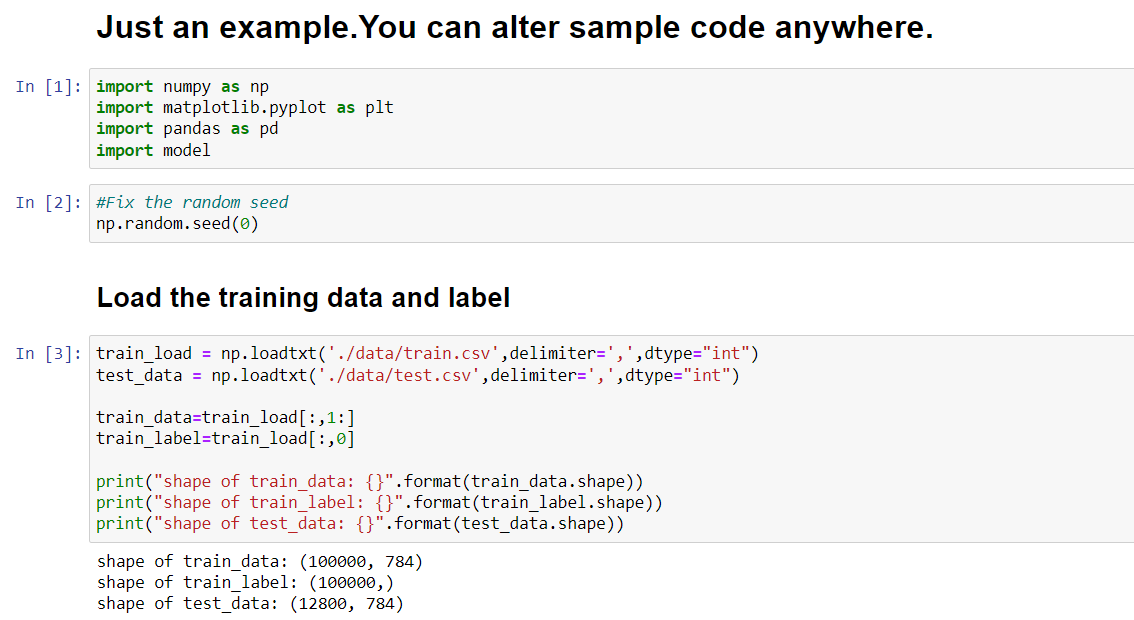 Just an example.You can alter sample code anywhere.
In [1]: import numpy as np
import matplotlib.pyplot as plt
import pandas as pd
import model
In [2]: #Fix the random seed
np.random.seed(0)
Load the training data and label
In [3]: train_load = np.loadtxt('./data/train.csv',delimiter=',',dtype="int")
test_data = np.loadtxt('./data/test.csv',delimiter=',',dtype="int")
train_data=train_load[:,1:]
train_label=train_load[:,0]
print("shape of train_data: {}".format(train_data.shape))
print("shape of train_label: {}".format(train_label.shape))
print("shape of test_data: {}".format(test_data.shape))
shape of train_data: (100000, 784)
shape of train_label: (100000,)
shape of test_data: (12800, 784)